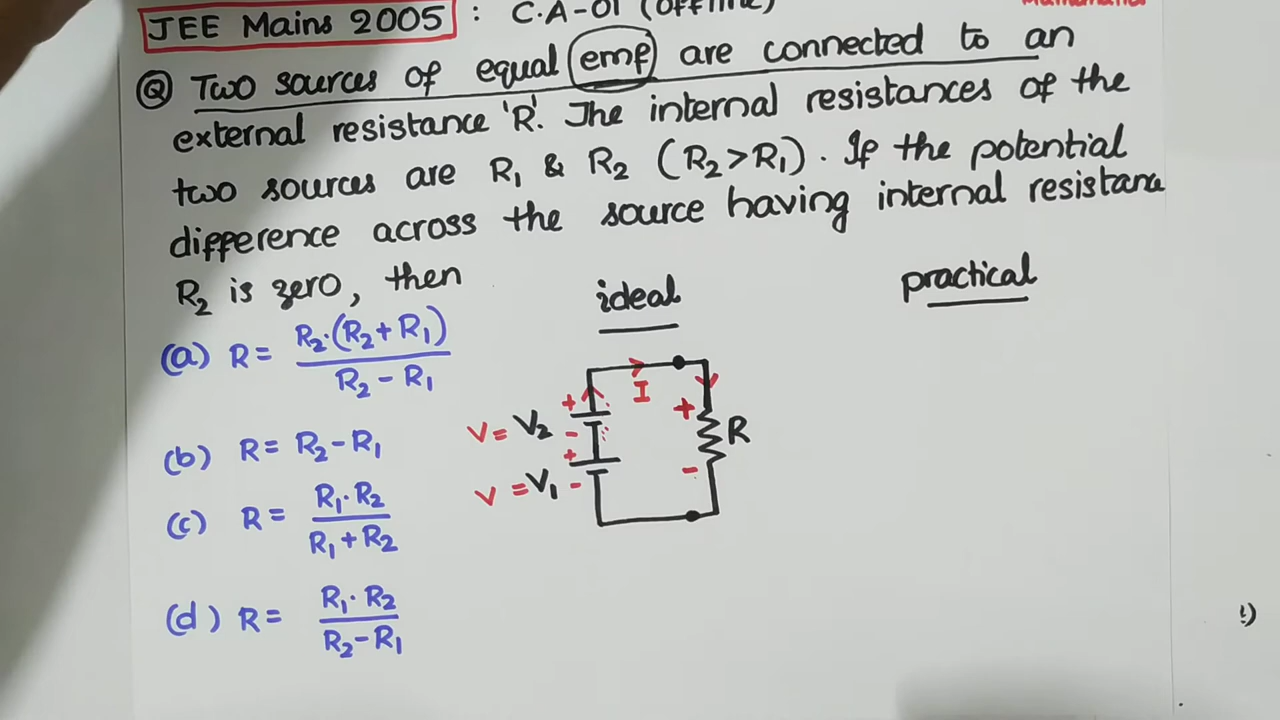 JEE Mains 2005 : C.A-01 (offline)
Q Two sources of equal emf are connected to an
external resistance 'R'. The internal resistances of the
two sources are R₁ & R₂ (R₂>R₁). If the potential
difference across the source having internal resistance
R₂ is zero, then
ideal
practical
(a) R = R₂·(R₂+R₁) / R₂-R₁
(b) R = R₂-R₁
(c) R = R₁·R₂ / R₁+R₂
(d) R = R₁·R₂ / R₂-R₁
I
+
+
V= V₂ -
+
R
V =V₁ -
-
!)